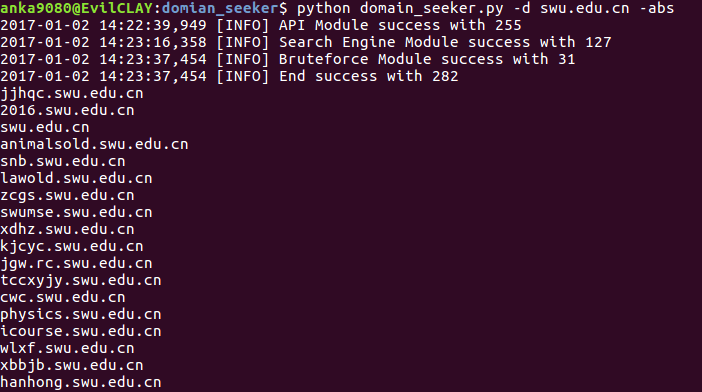 anka9080@EvilCLAY:domian_seeker$ python domain_seeker.py -d swu.edu.cn -abs
2017-01-02 14:22:39,949 [INFO] API Module success with 255
2017-01-02 14:23:16,358 [INFO] Search Engine Module success with 127
2017-01-02 14:23:37,454 [INFO] Bruteforce Module success with 31
2017-01-02 14:23:37,454 [INFO] End success with 282
jjhqc.swu.edu.cn
2016.swu.edu.cn
swu.edu.cn
animalsold.swu.edu.cn
snb.swu.edu.cn
lawold.swu.edu.cn
zcgs.swu.edu.cn
swumse.swu.edu.cn
xdhz.swu.edu.cn
kjcyc.swu.edu.cn
jgw.rc.swu.edu.cn
tccxyjy.swu.edu.cn
cwc.swu.edu.cn
physics.swu.edu.cn
icourse.swu.edu.cn
wlxf.swu.edu.cn
xbbjb.swu.edu.cn
hanhong.swu.edu.cn